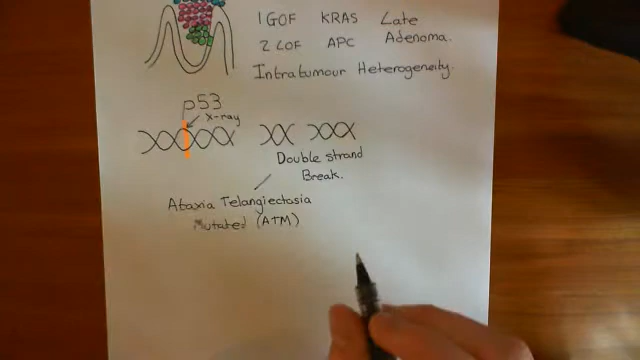 1 GOF KRAS Late
2 LOF APC Adenoma.
Intratumour Heterogeneity.
p53
X-ray
Double strand
Break.
Ataxia Telangiectasia
Mutated (ATM)